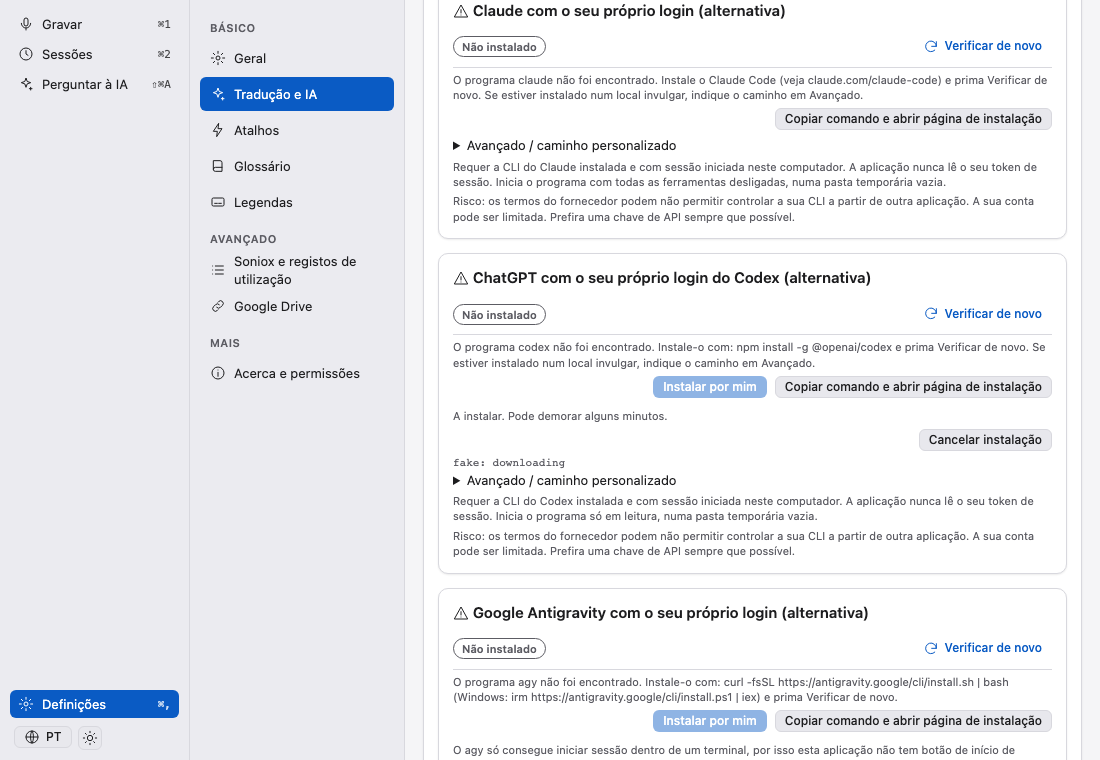 Gravar ⌘1
Sessões ⌘2
Perguntar à IA ⇧⌘A
Definições ⌘,
PT
BÁSICO
Geral
Tradução e IA
Atalhos
Glossário
Legendas
AVANÇADO
Soniox e registos de
utilização
Google Drive
MAIS
Acerca e permissões
Claude com o seu próprio login (alternativa)
Não instalado
Verificar de novo
O programa claude não foi encontrado. Instale o Claude Code (veja claude.com/claude-code) e prima Verificar de
novo. Se estiver instalado num local invulgar, indique o caminho em Avançado.
Copiar comando e abrir página de instalação
Avançado / caminho personalizado
Requer a CLI do Claude instalada e com sessão iniciada neste computador. A aplicação nunca lê o seu token de
sessão. Inicia o programa com todas as ferramentas desligadas, numa pasta temporária vazia.
Risco: os termos do fornecedor podem não permitir controlar a sua CLI a partir de outra aplicação. A sua conta
pode ser limitada. Prefira uma chave de API sempre que possível.
ChatGPT com o seu próprio login do Codex (alternativa)
Não instalado
Verificar de novo
O programa codex não foi encontrado. Instale-o com: npm install -g @openai/codex e prima Verificar de novo. Se
estiver instalado num local invulgar, indique o caminho em Avançado.
Instalar por mim
Copiar comando e abrir página de instalação
A instalar. Pode demorar alguns minutos.
Cancelar instalação
fake: downloading
Avançado / caminho personalizado
Requer a CLI do Codex instalada e com sessão iniciada neste computador. A aplicação nunca lê o seu token de
sessão. Inicia o programa só em leitura, numa pasta temporária vazia.
Risco: os termos do fornecedor podem não permitir controlar a sua CLI a partir de outra aplicação. A sua conta
pode ser limitada. Prefira uma chave de API sempre que possível.
Google Antigravity com o seu próprio login (alternativa)
Não instalado
Verificar de novo
O programa agy não foi encontrado. Instale-o com: curl -fsSL https://antigravity.google/cli/install.sh | bash
(Windows: irm https://antigravity.google/cli/install.ps1 | iex) e prima Verificar de novo.
Instalar por mim
Copiar comando e abrir página de instalação
O agy só consegue iniciar sessão dentro de um terminal, por isso esta aplicação não tem botão de início de